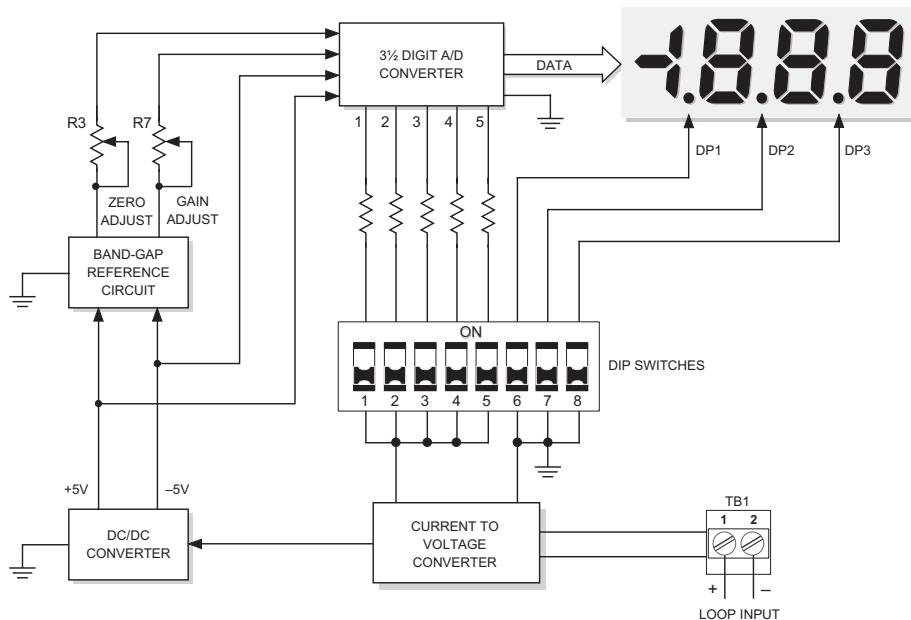 3½ DIGIT A/D
CONVERTER
DATA
-1.8.8.8
1 2 3 4 5
R3
R7
DP1
DP2
DP3
ZERO
ADJUST
GAIN
ADJUST
BAND-GAP
REFERENCE
CIRCUIT
ON
DIP SWITCHES
1 2 3 4 5 6 7 8
+5V
–5V
TB1
1 2
DC/DC
CONVERTER
CURRENT TO
VOLTAGE
CONVERTER
+ –
LOOP INPUT